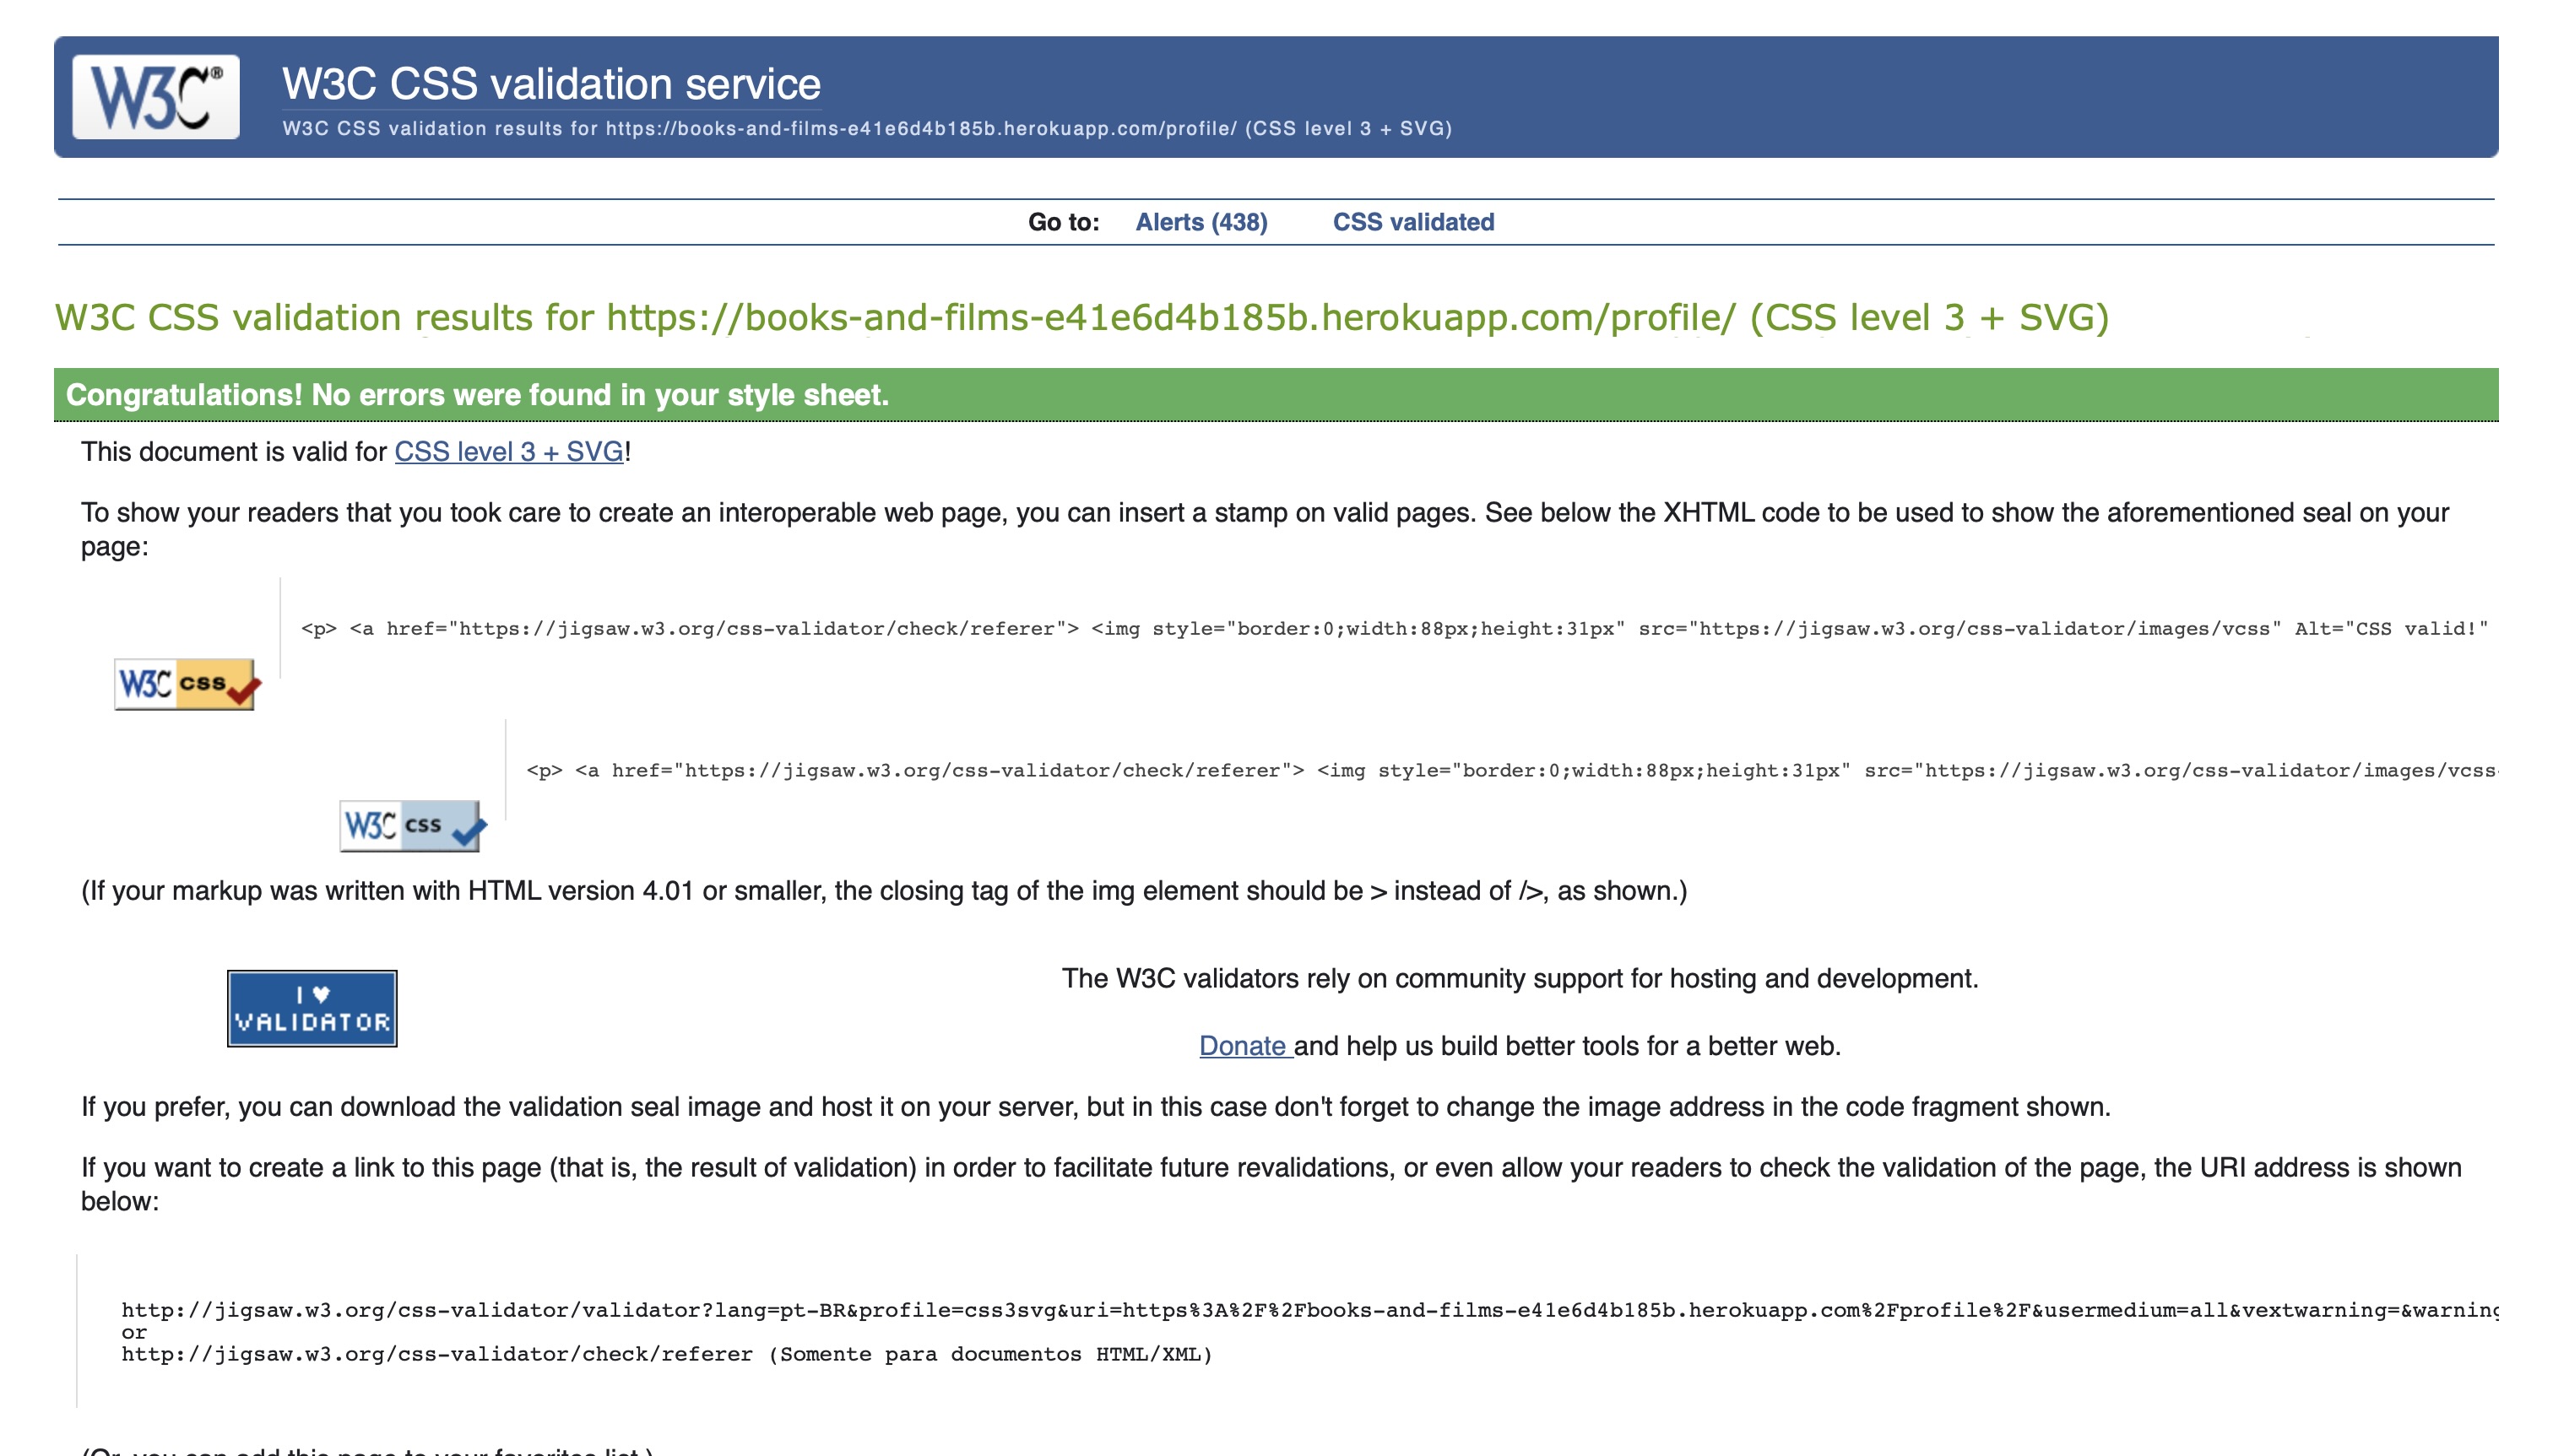 W3C®
W3C CSS validation service
W3C CSS validation results for https://books-and-films-e41e6d4b185b.herokuapp.com/profile/ (CSS level 3 + SVG)
Go to: Alerts (438) CSS validated
W3C CSS validation results for https://books-and-films-e41e6d4b185b.herokuapp.com/profile/ (CSS level 3 + SVG)
Congratulations! No errors were found in your style sheet.
This document is valid for CSS level 3 + SVG!
To show your readers that you took care to create an interoperable web page, you can insert a stamp on valid pages. See below the XHTML code to be used to show the aforementioned seal on your
page:
<p> <a href="https://jigsaw.w3.org/css-validator/check/referer"> <img style="border:0;width:88px;height:31px" src="https://jigsaw.w3.org/css-validator/images/vcss" Alt="CSS valid!"
W3C css
<p> <a href="https://jigsaw.w3.org/css-validator/check/referer"> <img style="border:0;width:88px;height:31px" src="https://jigsaw.w3.org/css-validator/images/vcss-
W3C css
(If your markup was written with HTML version 4.01 or smaller, the closing tag of the img element should be > instead of />, as shown.)
I ♥
VALIDATOR
The W3C validators rely on community support for hosting and development.
Donate and help us build better tools for a better web.
If you prefer, you can download the validation seal image and host it on your server, but in this case don't forget to change the image address in the code fragment shown.
If you want to create a link to this page (that is, the result of validation) in order to facilitate future revalidations, or even allow your readers to check the validation of the page, the URI address is shown
below:
http://jigsaw.w3.org/css-validator/validator?lang=pt-BR&profile=css3svg&uri=https%3A%2F%2Fbooks-and-films-e41e6d4b185b.herokuapp.com%2Fprofile%2F&usermedium=all&vextwarning=&warning
or
http://jigsaw.w3.org/css-validator/check/referer (Somente para documentos HTML/XML)
(Or, you can add this page to your favorites list.)